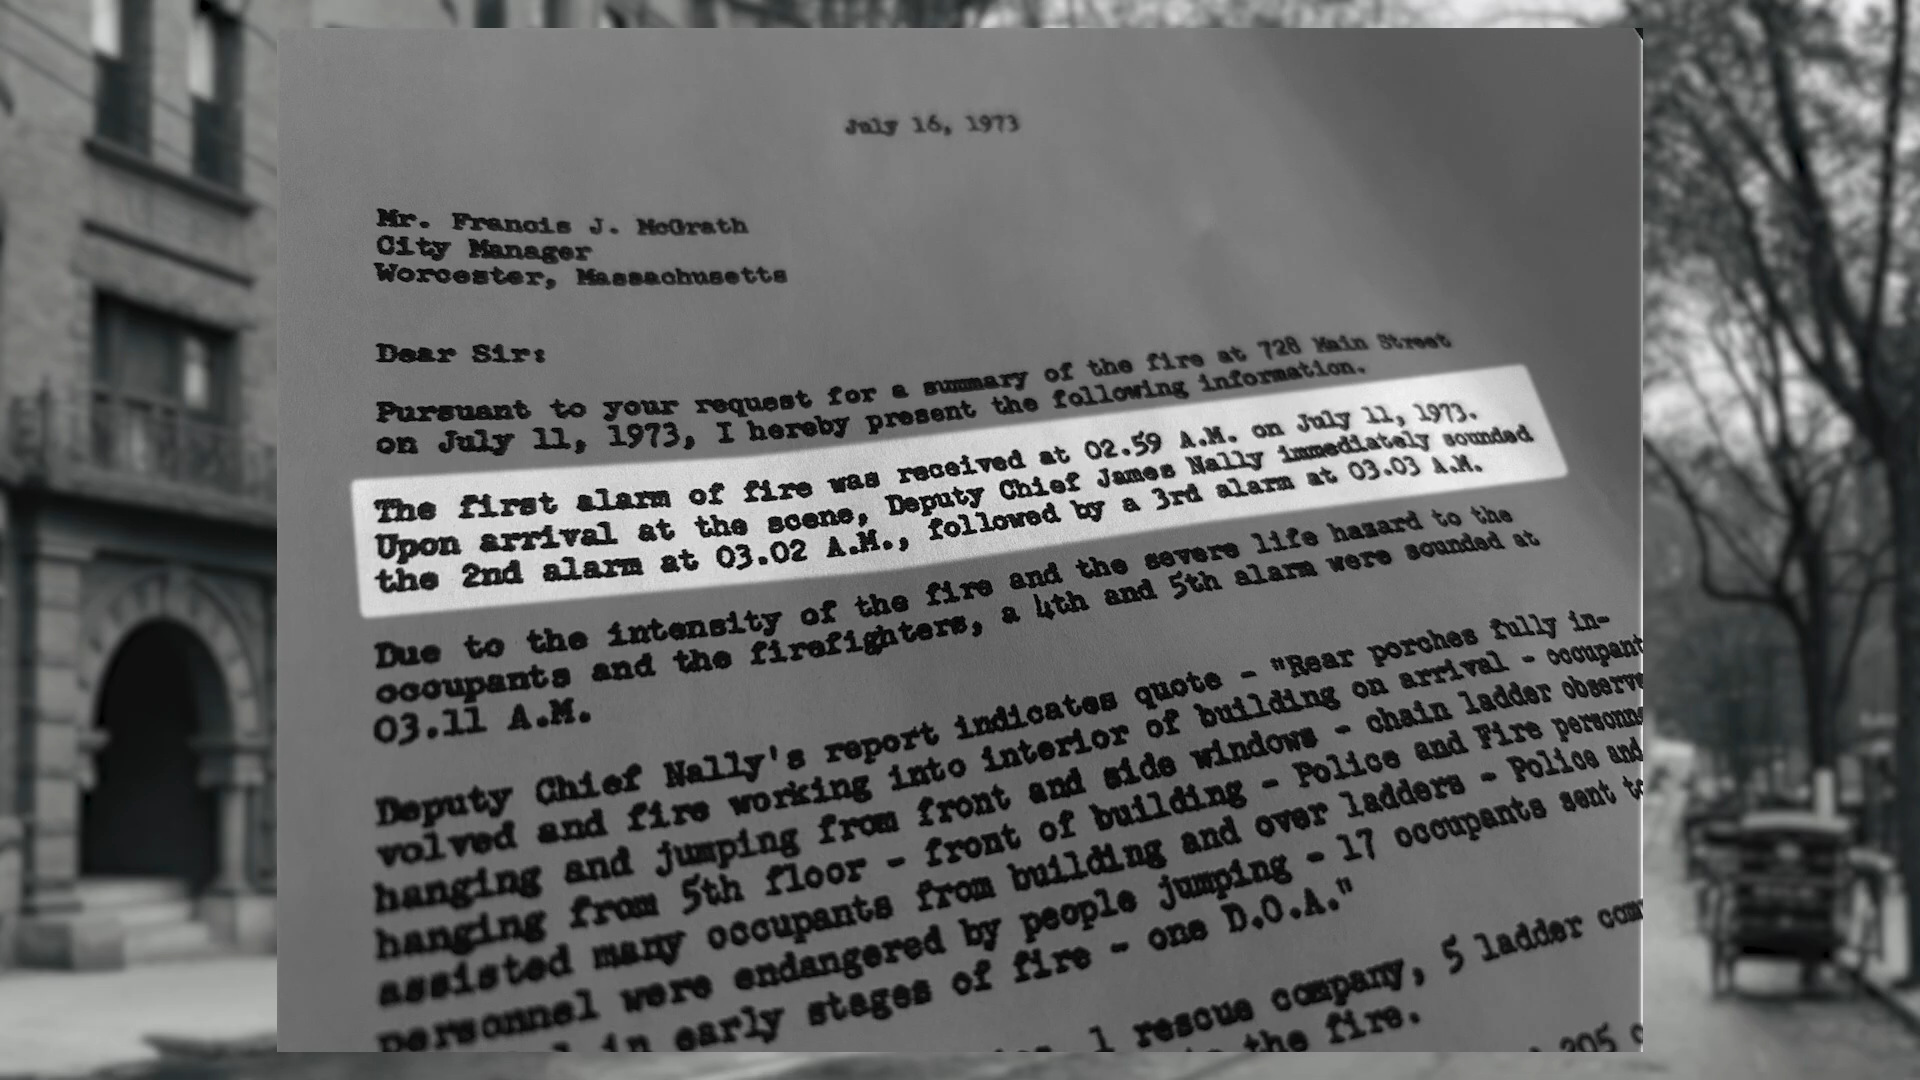 July 16, 1973
Mr. Francis J. McGrath
City Manager
Worcester, Massachusetts
Dear Sir:
Pursuant to your request for a summary of the fire at 728 Main Street
on July 11, 1973, I hereby present the following information.
The first alarm of fire was received at 02.59 A.M. on July 11, 1973.
Upon arrival at the scene, Deputy Chief James Nally immediately sounded
the 2nd alarm at 03.02 A.M., followed by a 3rd alarm at 03.03 A.M.
Due to the intensity of the fire and the severe life hazard to the
occupants and the firefighters, a 4th and 5th alarm were sounded at
03.11 A.M.
Deputy Chief Nally's report indicates quote - "Rear porches fully in-
volved and fire working into interior of building on arrival - occupant
hanging and jumping from front and side windows - chain ladder observe
hanging from 5th floor - front of building - Police and Fire personne
assisted many occupants from building and over ladders - Police and
personnel were endangered by people jumping - 17 occupants sent to
in early stages of fire - one D.O.A."
1 rescue company, 5 ladder com
the fire.
205